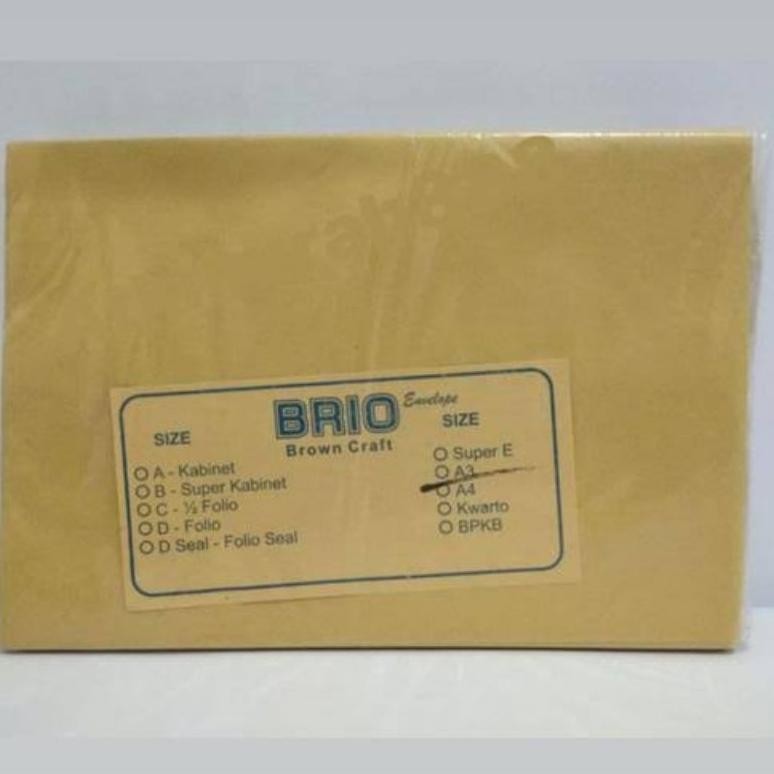 BRIO Envelope
Brown Craft
SIZE
A - Kabinet
B - Super Kabinet
C - ½ Folio
D - Folio
D Seal - Folio Seal
SIZE
Super E
A3
A4
Kwarto
BPKB